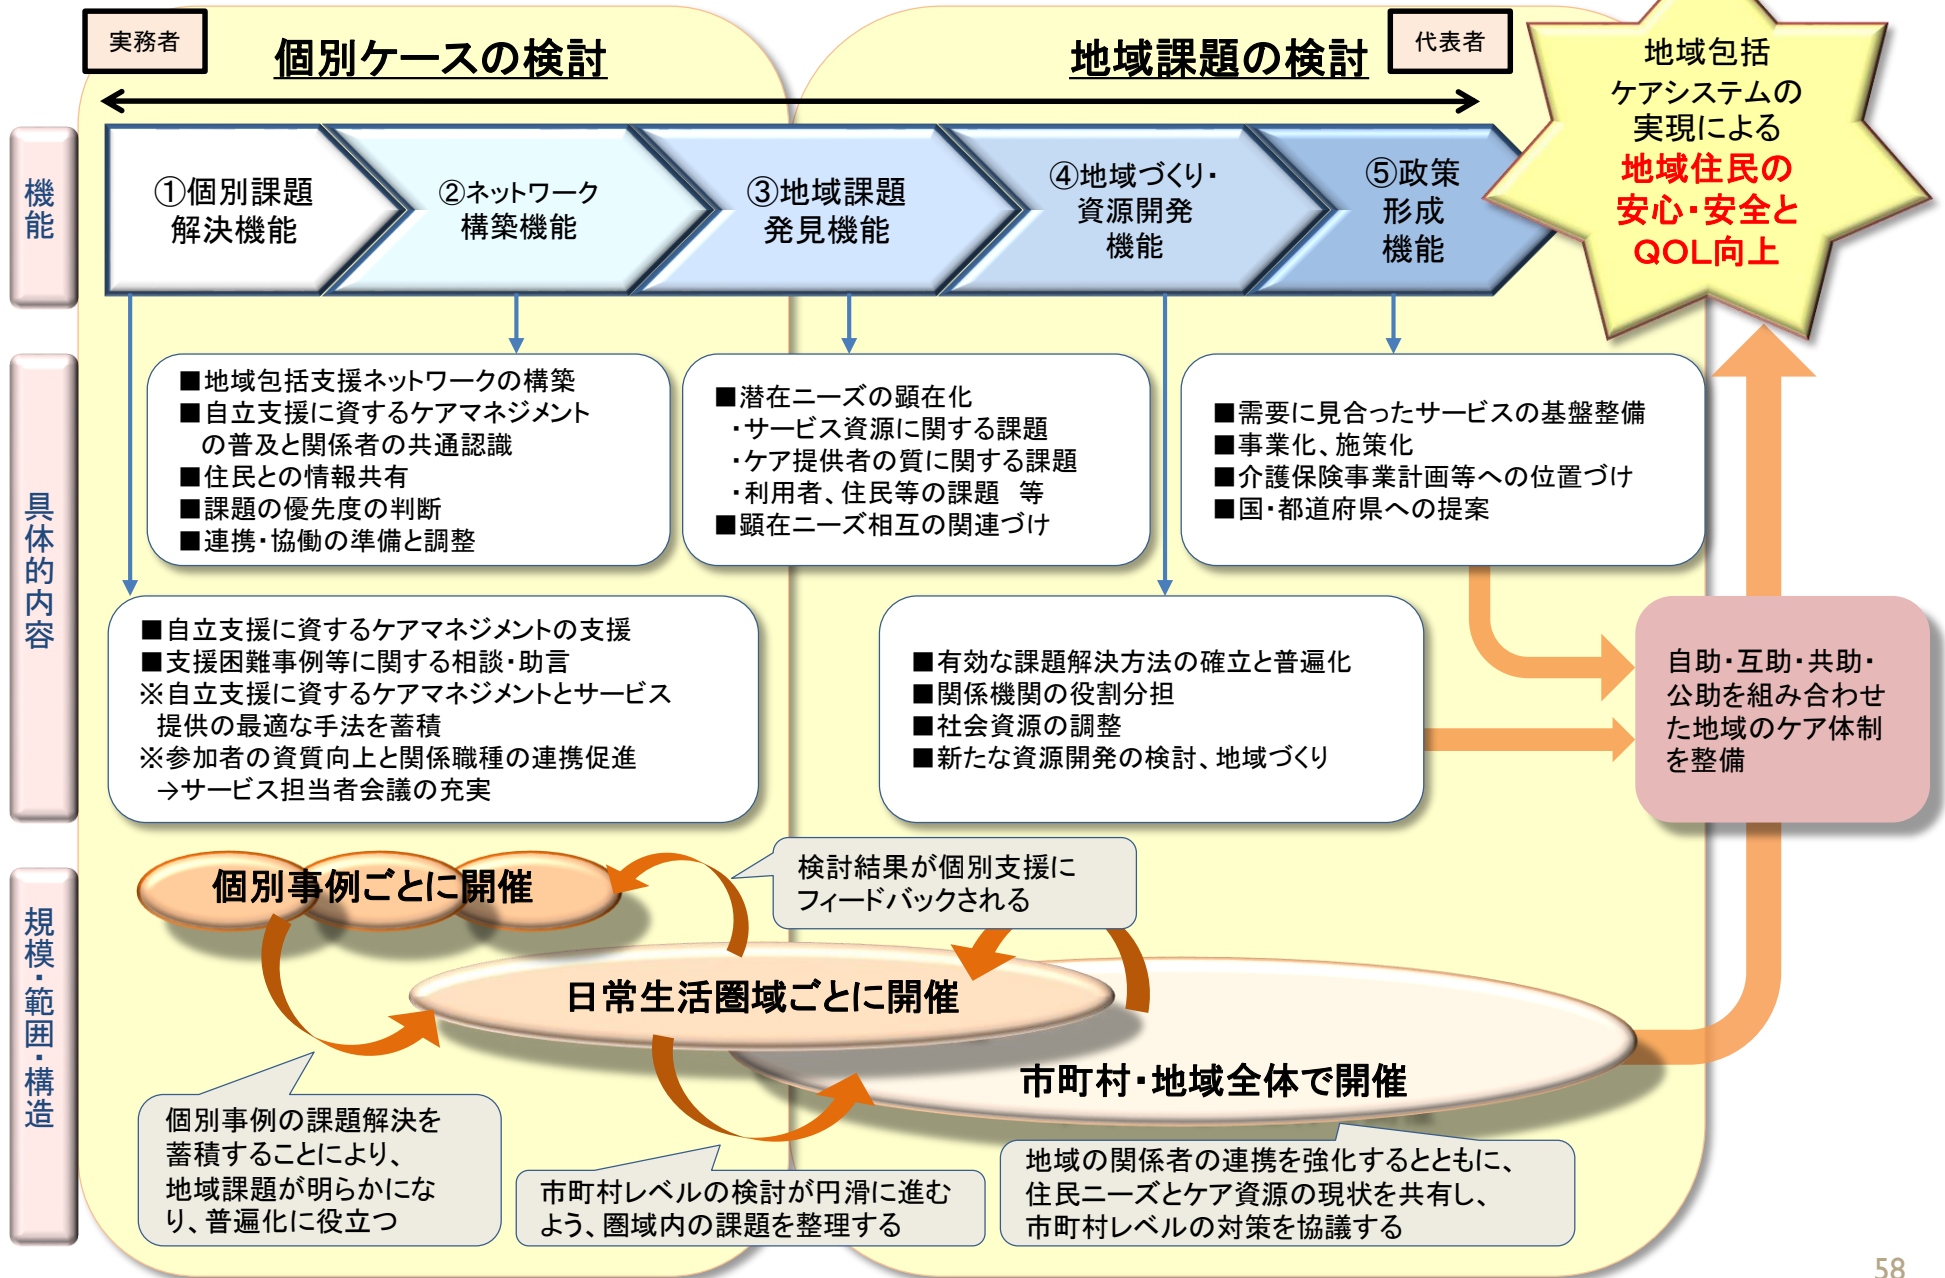 実務者
個別ケースの検討
地域課題の検討
代表者
地域包括
ケアシステムの
実現による
地域住民の
安心・安全と
QOL向上
機能
①個別課題
解決機能
②ネットワーク
構築機能
③地域課題
発見機能
④地域づくり・
資源開発
機能
⑤政策
形成
機能
具体的内容
■地域包括支援ネットワークの構築
■自立支援に資するケアマネジメント
の普及と関係者の共通認識
■住民との情報共有
■課題の優先度の判断
■連携・協働の準備と調整
■潜在ニーズの顕在化
・サービス資源に関する課題
・ケア提供者の質に関する課題
・利用者、住民等の課題　等
■顕在ニーズ相互の関連づけ
■需要に見合ったサービスの基盤整備
■事業化、施策化
■介護保険事業計画等への位置づけ
■国・都道府県への提案
■自立支援に資するケアマネジメントの支援
■支援困難事例等に関する相談・助言
※自立支援に資するケアマネジメントとサービス
提供の最適な手法を蓄積
※参加者の資質向上と関係職種の連携促進
→サービス担当者会議の充実
■有効な課題解決方法の確立と普遍化
■関係機関の役割分担
■社会資源の調整
■新たな資源開発の検討、地域づくり
自助・互助・共助・
公助を組み合わせ
た地域のケア体制
を整備
規模・範囲・構造
個別事例ごとに開催
検討結果が個別支援に
フィードバックされる
日常生活圏域ごとに開催
市町村・地域全体で開催
個別事例の課題解決を
蓄積することにより、
地域課題が明らかにな
り、普遍化に役立つ
市町村レベルの検討が円滑に進む
よう、圏域内の課題を整理する
地域の関係者の連携を強化するとともに、
住民ニーズとケア資源の現状を共有し、
市町村レベルの対策を協議する
58